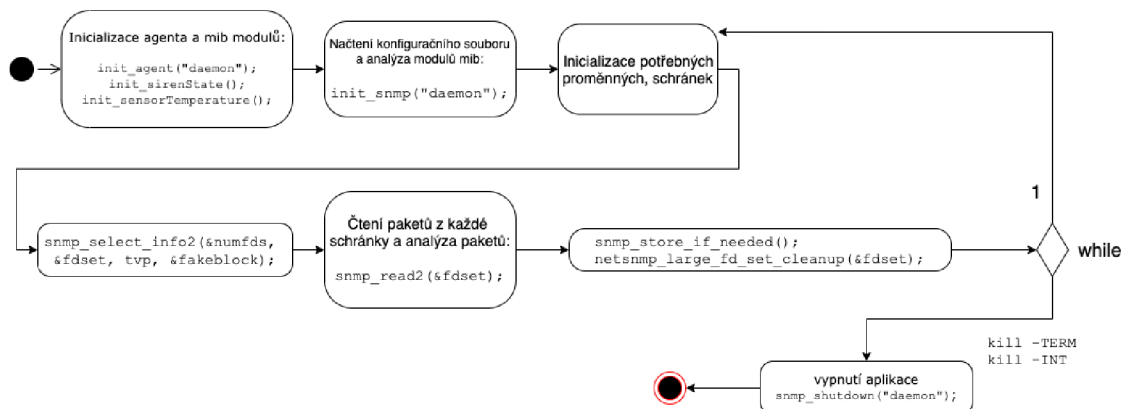 Inicializace agenta a mib modulů:
init_agent("daemon");
init_sirenState();
init_sensorTemperature();
Načtení konfiguračního souboru
a analýza modulů mib:
init_snmp("daemon");
Inicializace potřebných
proměnných, schránek
snmp_select_info2(&numfds,
&fdset, tvp, &fakeblock);
Čtení paketů z každé
schránky a analýza paketů:
snmp_read2(&fdset);
snmp_store_if_needed();
netsnmp_large_fd_set_cleanup(&fdset);
1
while
kill -TERM
kill -INT
vypnutí aplikace
snmp_shutdown("daemon");